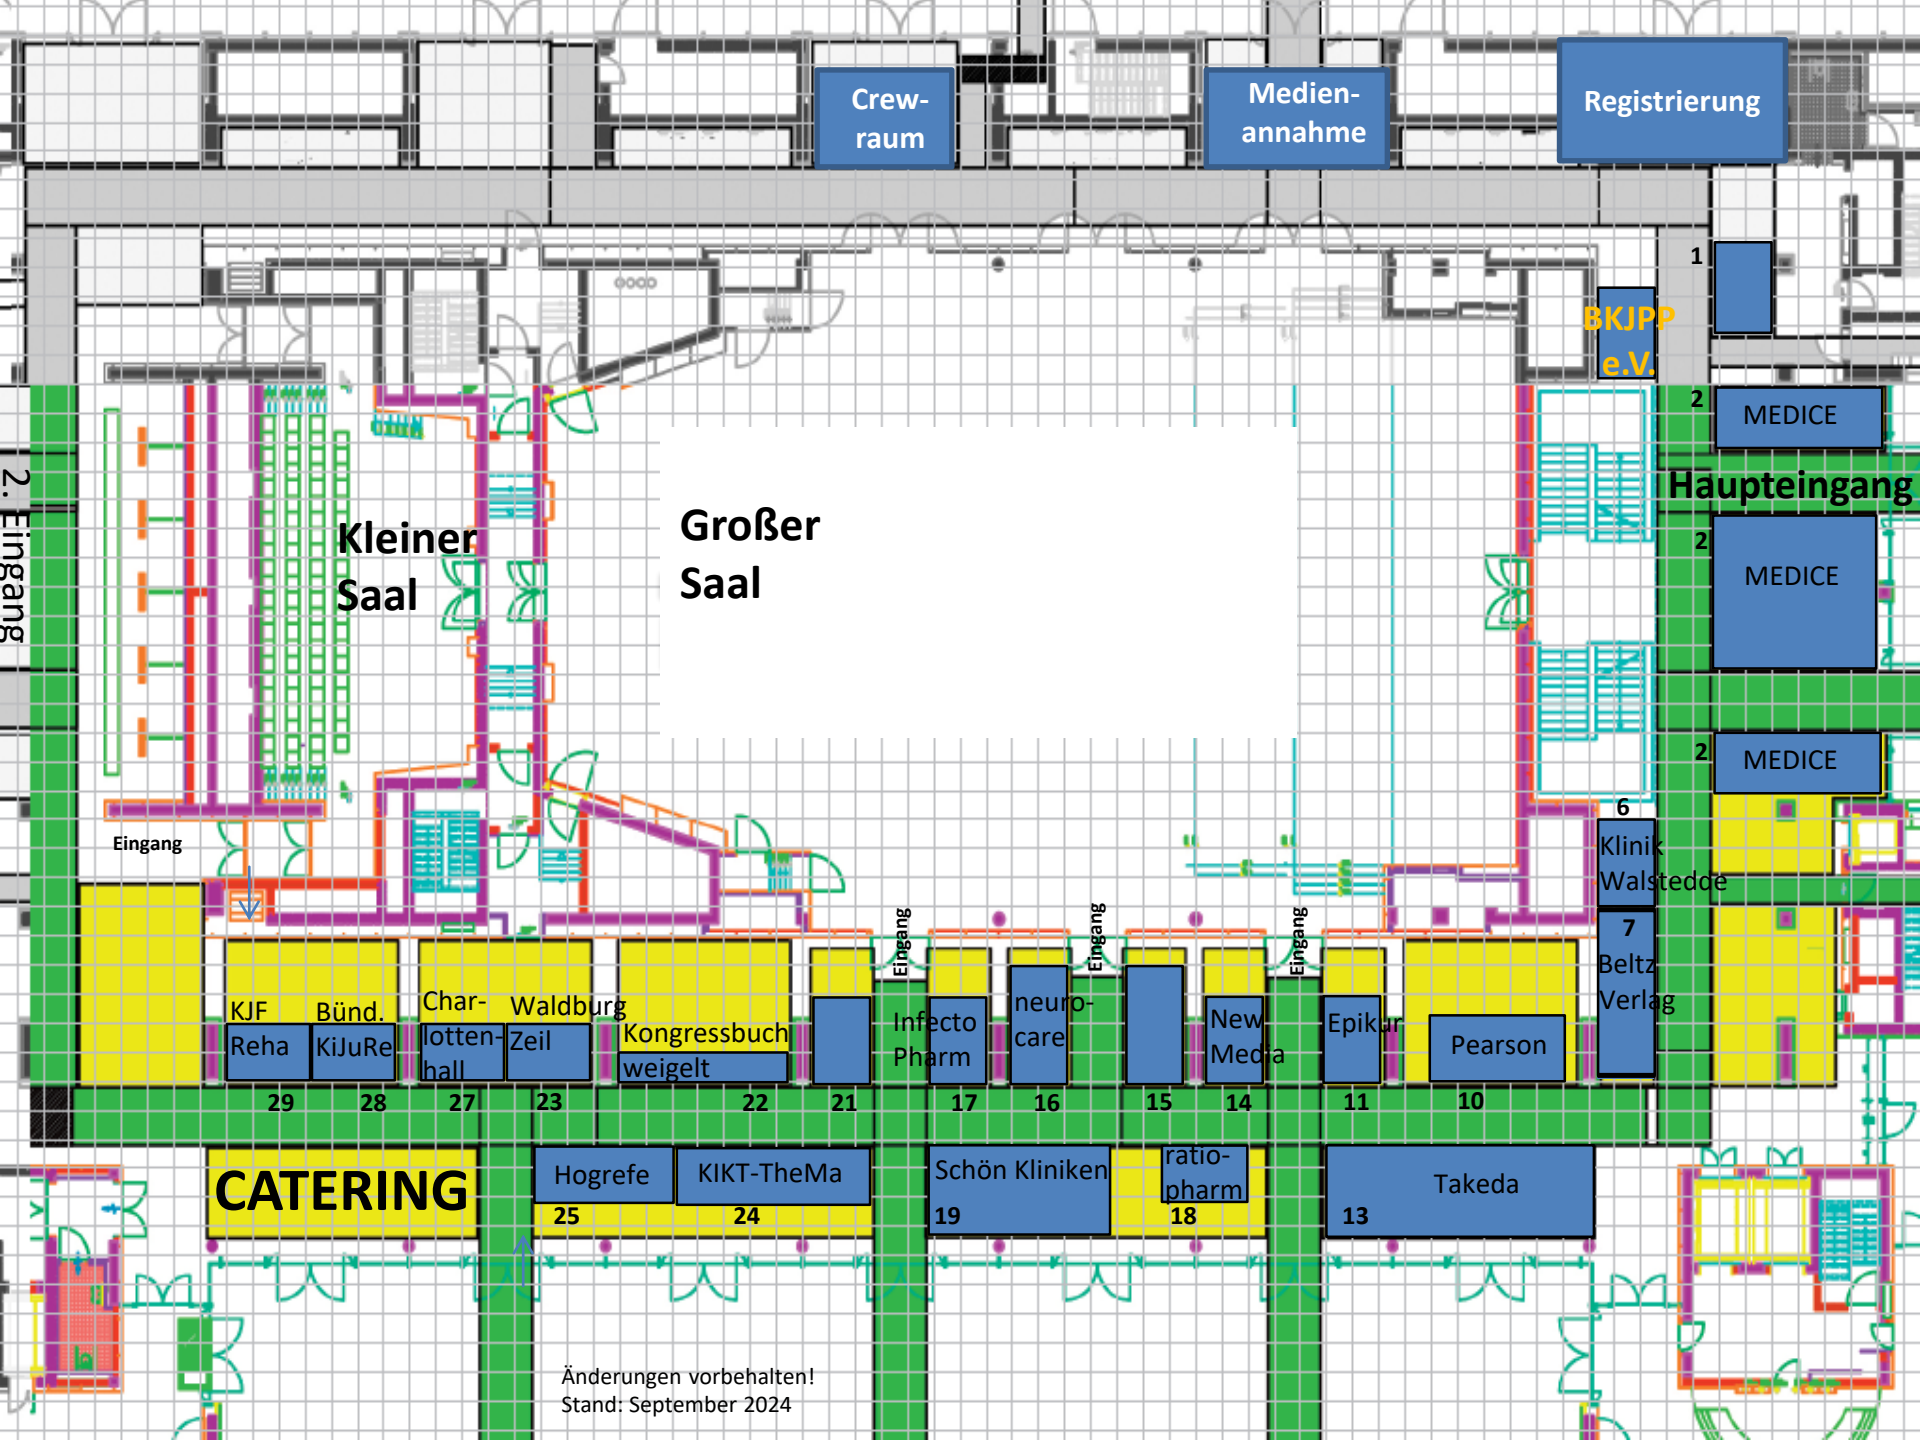 Crew-
raum
Medien-
annahme
Registrierung
1
BKJPP
e.V.
2
MEDICE
Haupteingang
2. Eingang
Kleiner
Saal
Großer
Saal
2
MEDICE
2
MEDICE
6
Klinik
Walstedde
Eingang
7
Beltz
Verlag
Eingang
Eingang
Eingang
KJF
Reha
Bünd.
KiJuRe
Char-
lotten-
hall
Waldburg
Zeil
Kongressbuch
weigelt
Infecto
Pharm
neuro-
care
New
Media
Epikur
Pearson
29
28
27
23
22
21
17
16
15
14
11
10
CATERING
Hogrefe
25
KIKT-TheMa
24
Schön Kliniken
19
ratio-
pharm
18
Takeda
13
Änderungen vorbehalten!
Stand: September 2024